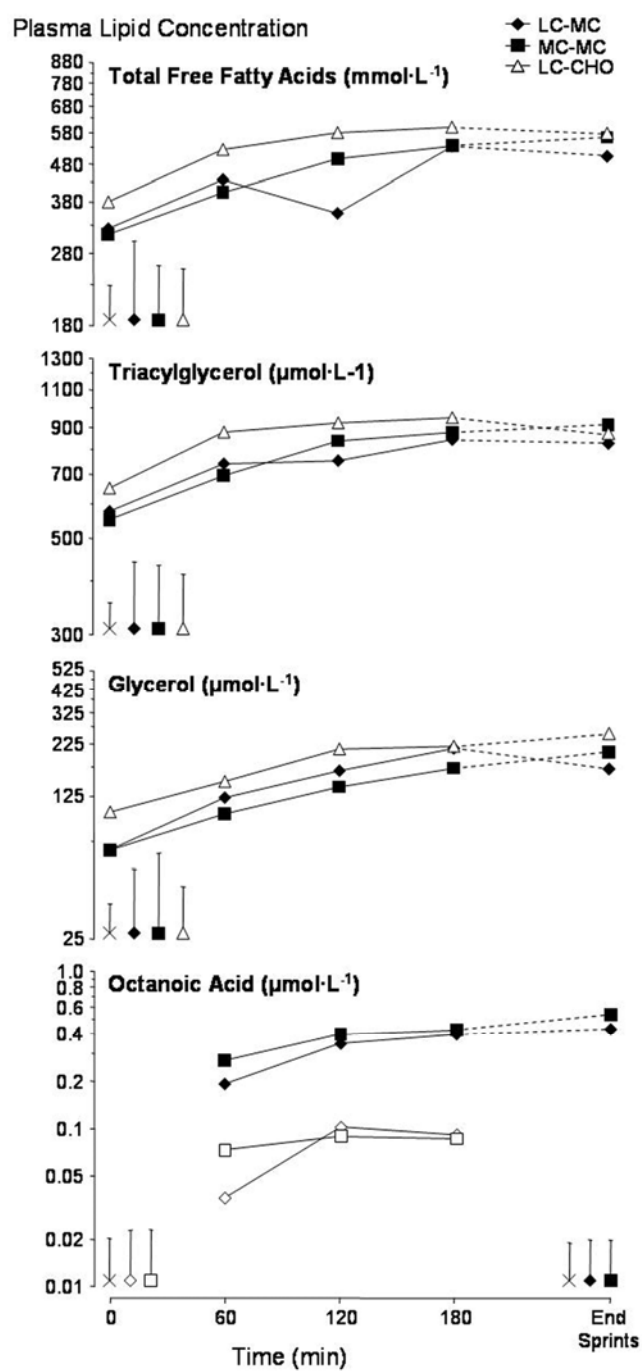 Plasma Lipid Concentration
LC-MC
MC-MC
LC-CHO
Total Free Fatty Acids (mmol·L⁻¹)
880
780
680
580
480
380
280
180
Triacylglycerol (µmol·L-1)
1300
1100
900
700
500
300
Glycerol (µmol·L⁻¹)
525
425
325
225
125
25
Octanoic Acid (µmol·L⁻¹)
1.0
0.8
0.6
0.4
0.2
0.1
0.05
0.02
0.01
0 60 120 180 End
Sprints
Time (min)